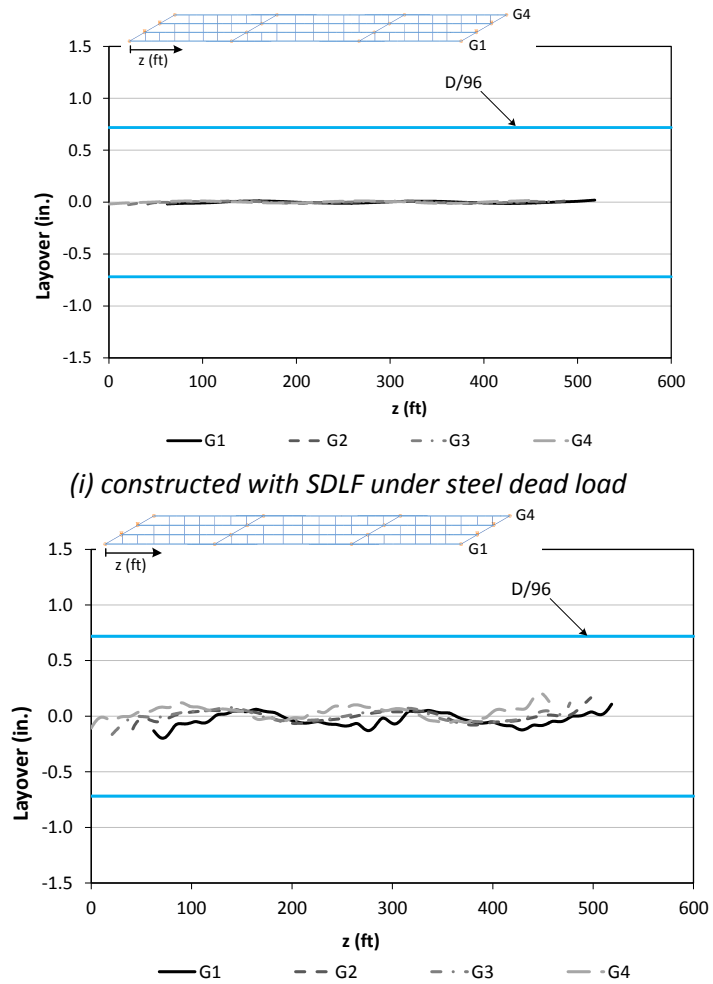 G4
G1
z (ft)
D/96
1.5
1.0
0.5
0.0
-0.5
-1.0
-1.5
Layover (in.)
0 100 200 300 400 500 600
z (ft)
G1 G2 G3 G4
(i) constructed with SDLF under steel dead load
G4
G1
z (ft)
D/96
1.5
1.0
0.5
0.0
-0.5
-1.0
-1.5
Layover (in.)
0 100 200 300 400 500 600
z (ft)
G1 G2 G3 G4